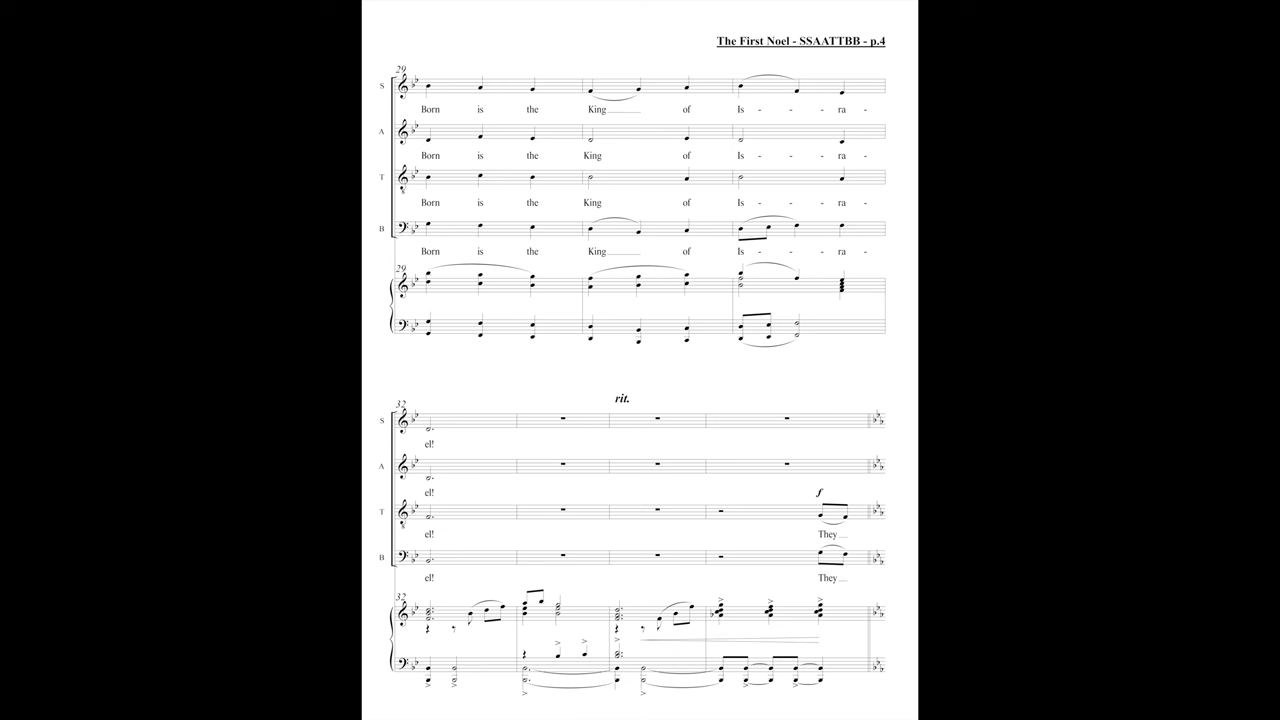 The First Noel - SSAATTBB - p.4
29
S
Born is the King of Is - - - ra -
A
Born is the King of Is - - - ra -
T
Born is the King of Is - - - ra -
B
Born is the King of Is - - - ra -
29
rit.
32
S
el!
A
el!
f
T
el! They
B
el! They
32